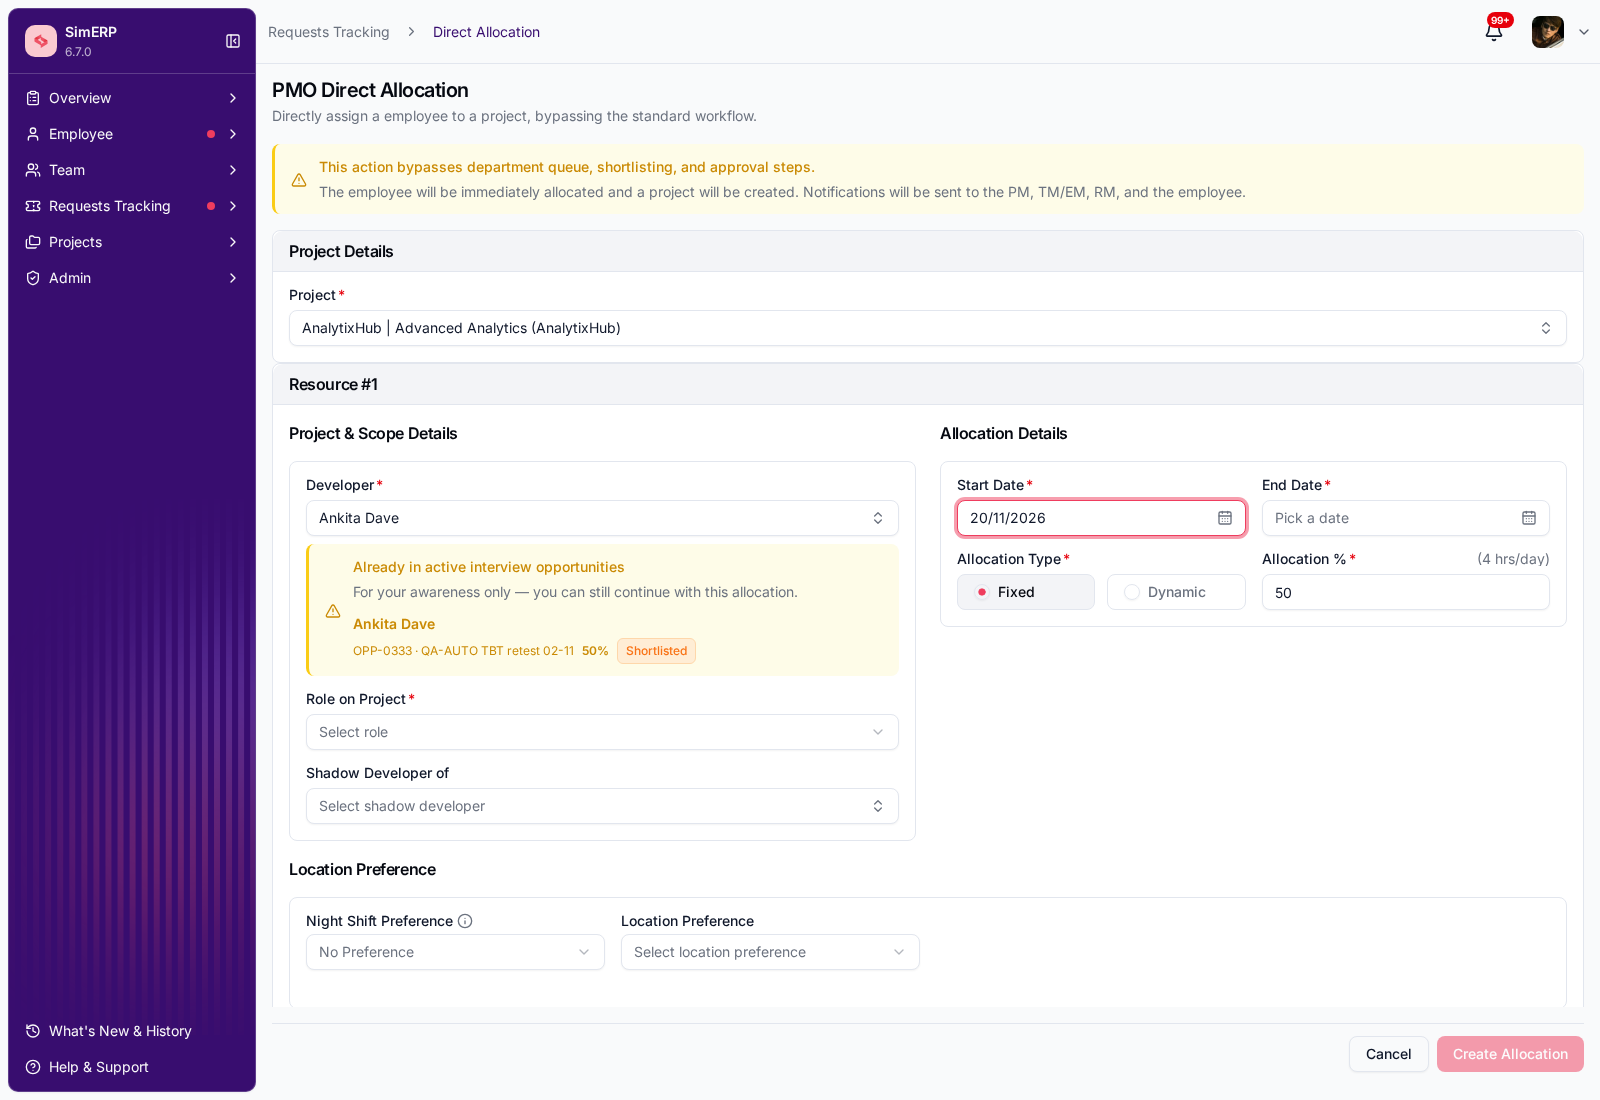 SimERP
6.7.0
Overview
Employee
Team
Requests Tracking
Projects
Admin
What's New & History
Help & Support
Requests Tracking
Direct Allocation
99+
PMO Direct Allocation
Directly assign a employee to a project, bypassing the standard workflow.
This action bypasses department queue, shortlisting, and approval steps.
The employee will be immediately allocated and a project will be created. Notifications will be sent to the PM, TM/EM, RM, and the employee.
Project Details
Project*
AnalytixHub | Advanced Analytics (AnalytixHub)
Resource #1
Project & Scope Details
Developer*
Ankita Dave
Already in active interview opportunities
For your awareness only — you can still continue with this allocation.
Ankita Dave
OPP-0333 · QA-AUTO TBT retest 02-11 50% Shortlisted
Role on Project*
Select role
Shadow Developer of
Select shadow developer
Allocation Details
Start Date* End Date*
20/11/2026 Pick a date
Allocation Type* Allocation %* (4 hrs/day)
Fixed Dynamic 50
Location Preference
Night Shift Preference Location Preference
No Preference Select location preference
Cancel Create Allocation